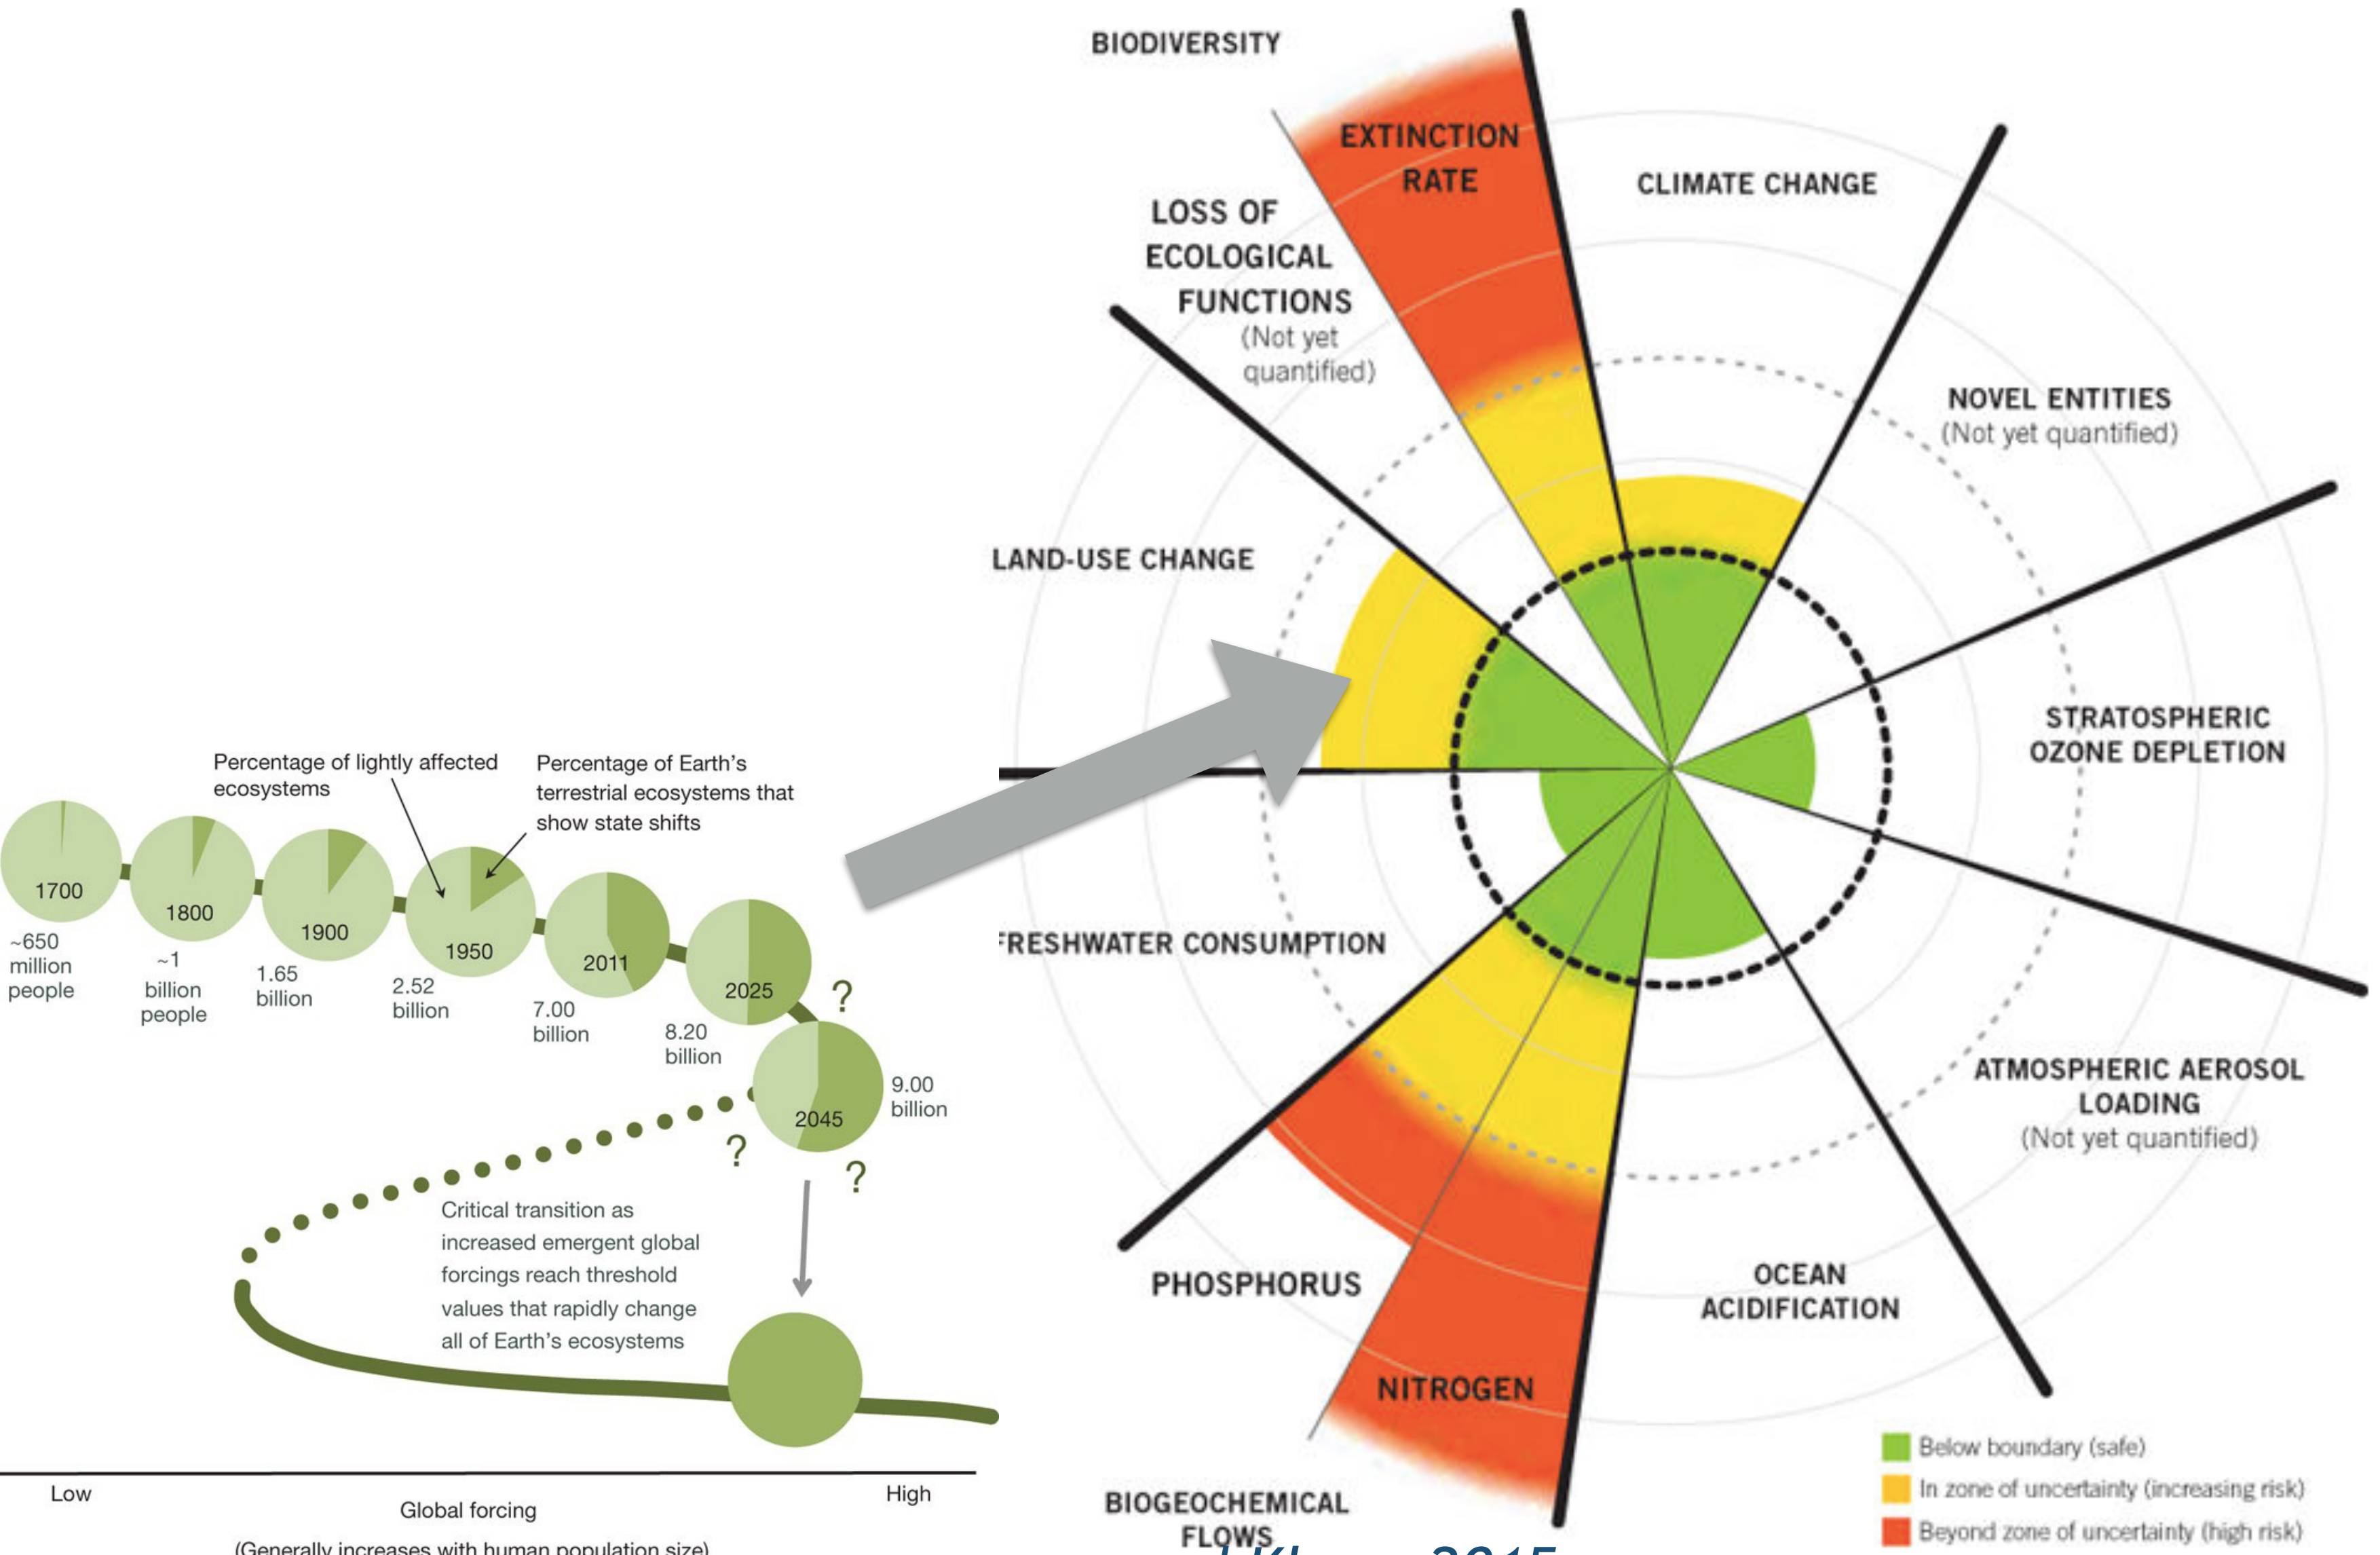 Percentage of lightly affected
ecosystems
Percentage of Earth's
terrestrial ecosystems that
show state shifts
1700
1800
1900
1950
2011
2025
2045
~650
million
people
~1
billion
people
1.65
billion
2.52
billion
7.00
billion
8.20
billion
9.00
billion
?
?
?
Critical transition as
increased emergent global
forcings reach threshold
values that rapidly change
all of Earth's ecosystems
Low
High
Global forcing
(Generally increases with human population size)
BIODIVERSITY
EXTINCTION
RATE
LOSS OF
ECOLOGICAL
FUNCTIONS
(Not yet
quantified)
CLIMATE CHANGE
NOVEL ENTITIES
(Not yet quantified)
LAND-USE CHANGE
STRATOSPHERIC
OZONE DEPLETION
FRESHWATER CONSUMPTION
ATMOSPHERIC AEROSOL
LOADING
(Not yet quantified)
PHOSPHORUS
NITROGEN
OCEAN
ACIDIFICATION
BIOGEOCHEMICAL
FLOWS
Below boundary (safe)
In zone of uncertainty (increasing risk)
Beyond zone of uncertainty (high risk)
2015